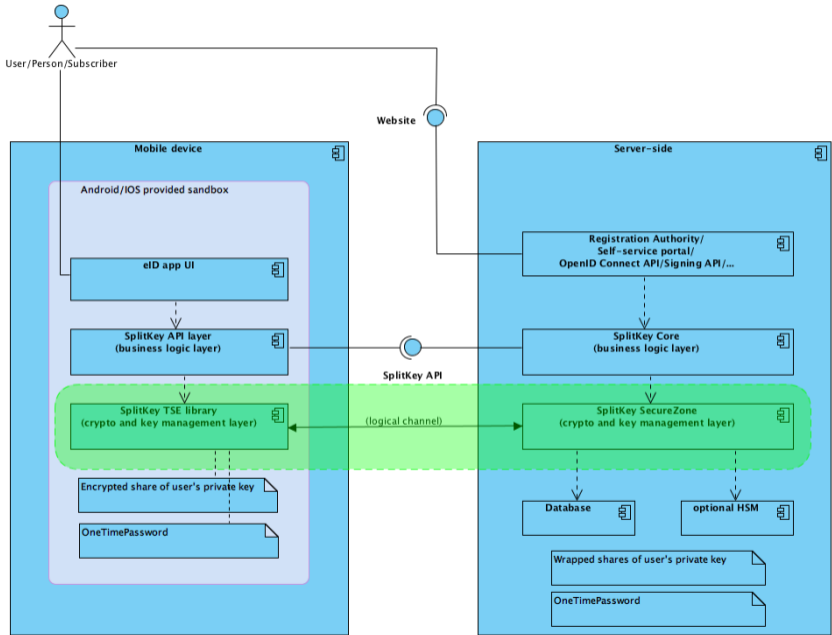 User/Person/Subscriber
Website
Mobile device
Android/IOS provided sandbox
eID app UI
SplitKey API layer
(business logic layer)
SplitKey TSE library
(crypto and key management layer)
Encrypted share of user's private key
OneTimePassword
SplitKey API
(logical channel)
Server-side
Registration Authority/
Self-service portal/
OpenID Connect API/Signing API/...
SplitKey Core
(business logic layer)
SplitKey SecureZone
(crypto and key management layer)
Database
optional HSM
Wrapped shares of user's private key
OneTimePassword